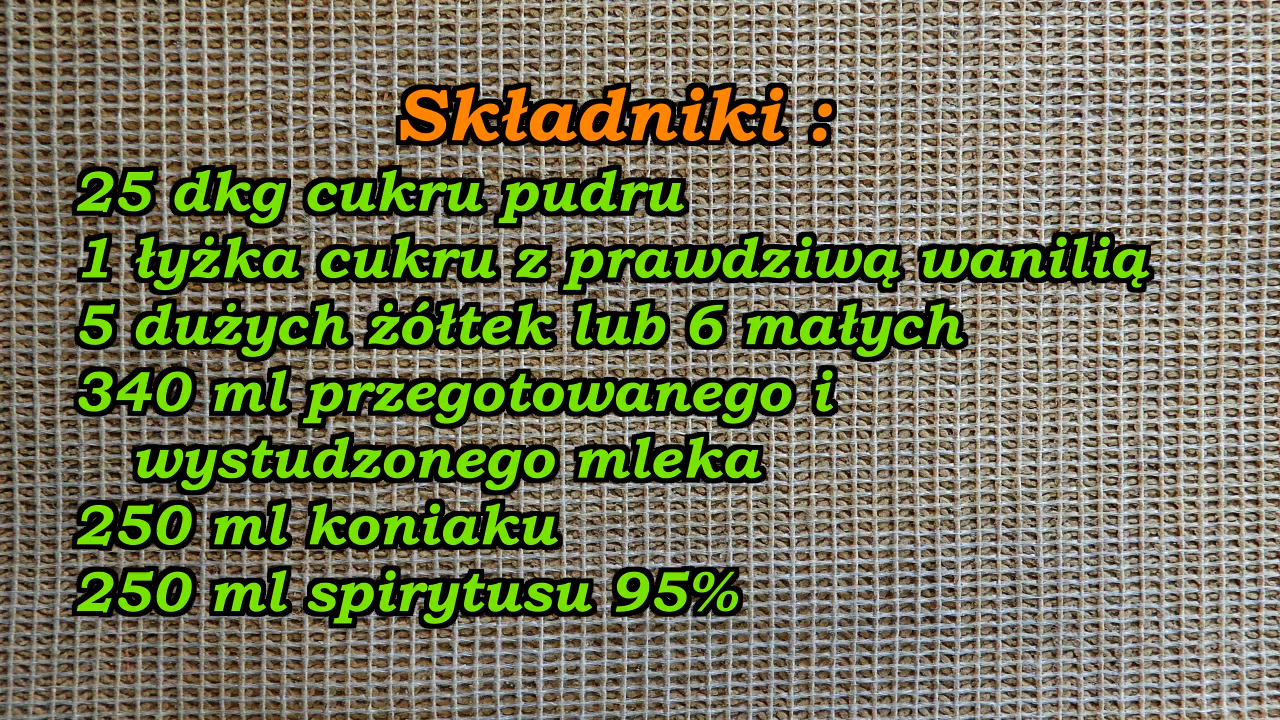 Składniki :
25 dkg cukru pudru
1 łyżka cukru z prawdziwą wanilią
5 dużych żółtek lub 6 małych
340 ml przegotowanego i
wystudzonego mleka
250 ml koniaku
250 ml spirytusu 95%